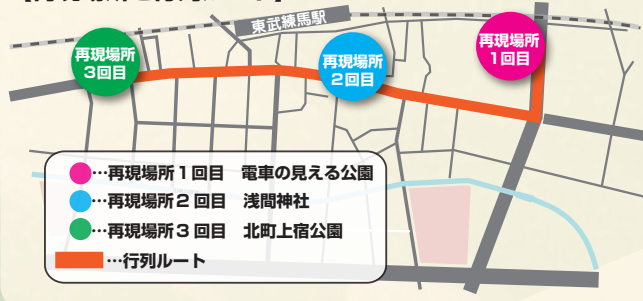 東武練馬駅
再現場所
3回目
再現場所
2回目
再現場所
1回目
…再現場所1回目 電車の見える公園
…再現場所2回目 浅間神社
…再現場所3回目 北町上宿公園
…行列ルート